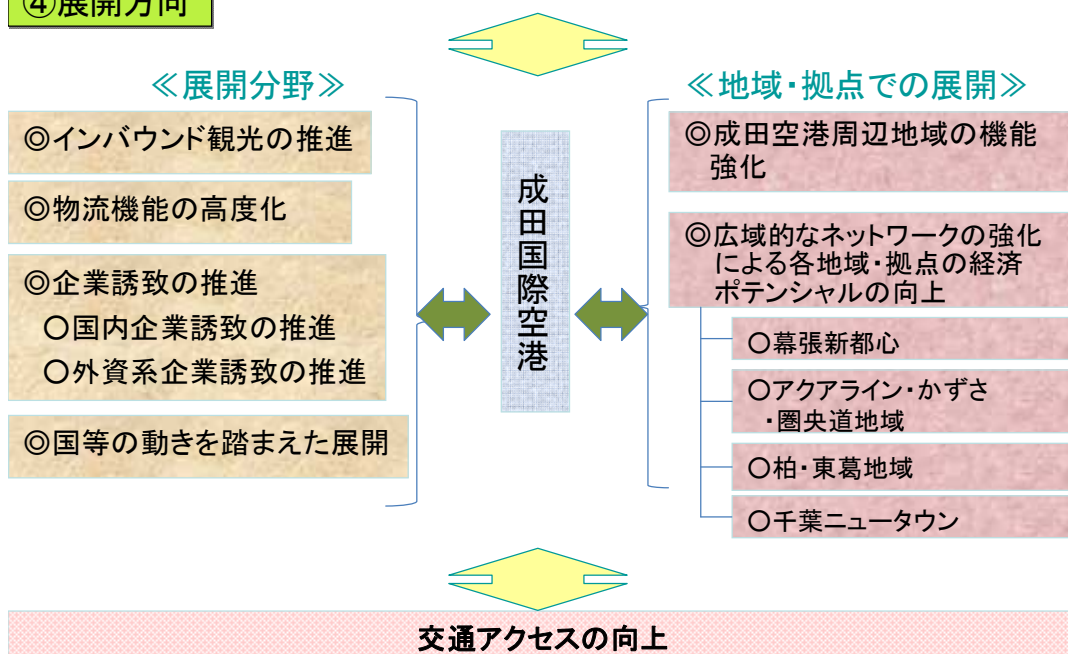 ④展開方向
≪展開分野≫
◎インバウンド観光の推進
◎物流機能の高度化
◎企業誘致の推進
〇国内企業誘致の推進
〇外資系企業誘致の推進
◎国等の動きを踏まえた展開
成田国際空港
≪地域・拠点での展開≫
◎成田空港周辺地域の機能
強化
◎広域的なネットワークの強化
による各地域・拠点の経済
ポテンシャルの向上
〇幕張新都心
〇アクアライン・かずさ
・圏央道地域
〇柏・東葛地域
〇千葉ニュータウン
交通アクセスの向上